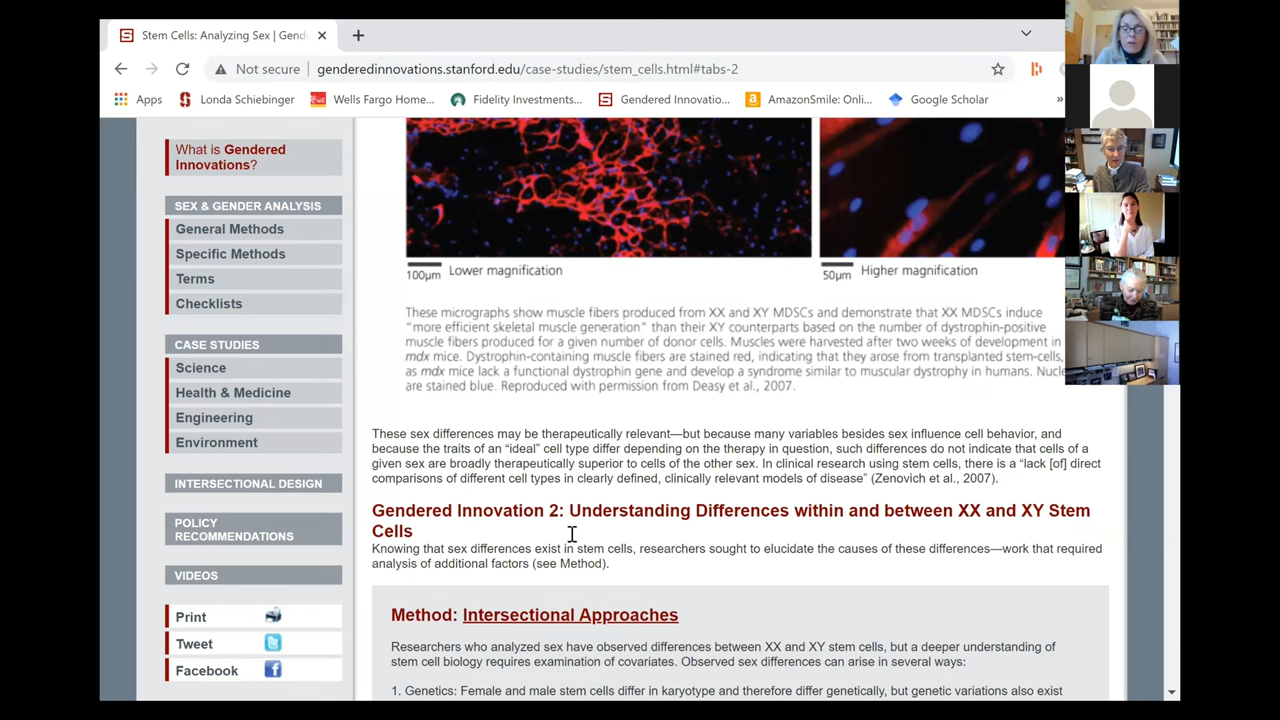 Stem Cells: Analyzing Sex | Gend
Not secure genderedinnovations.stanford.edu/case-studies/stem_cells.html#tabs-2
Apps Londa Schiebinger Wells Fargo Home... Fidelity Investments... Gendered Innovatio... AmazonSmile: Onli... Google Scholar »
What is Gendered
Innovations?
SEX & GENDER ANALYSIS
General Methods
Specific Methods
Terms
Checklists
CASE STUDIES
Science
Health & Medicine
Engineering
Environment
INTERSECTIONAL DESIGN
POLICY
RECOMMENDATIONS
VIDEOS
Print
Tweet
Facebook
100µm Lower magnification
50µm Higher magnification
These micrographs show muscle fibers produced from XX and XY MDSCs and demonstrate that XX MDSCs induce
“more efficient skeletal muscle generation” than their XY counterparts based on the number of dystrophin-positive
muscle fibers produced for a given number of donor cells. Muscles were harvested after two weeks of development in
mdx mice. Dystrophin-containing muscle fibers are stained red, indicating that they arose from transplanted stem-cells,
as mdx mice lack a functional dystrophin gene and develop a syndrome similar to muscular dystrophy in humans. Nucle
are stained blue. Reproduced with permission from Deasy et al., 2007.
These sex differences may be therapeutically relevant—but because many variables besides sex influence cell behavior, and
because the traits of an “ideal” cell type differ depending on the therapy in question, such differences do not indicate that cells of a
given sex are broadly therapeutically superior to cells of the other sex. In clinical research using stem cells, there is a “lack [of] direct
comparisons of different cell types in clearly defined, clinically relevant models of disease” (Zenovich et al., 2007).
Gendered Innovation 2: Understanding Differences within and between XX and XY Stem
Cells
Knowing that sex differences exist in stem cells, researchers sought to elucidate the causes of these differences—work that required
analysis of additional factors (see Method).
Method: Intersectional Approaches
Researchers who analyzed sex have observed differences between XX and XY stem cells, but a deeper understanding of
stem cell biology requires examination of covariates. Observed sex differences can arise in several ways:
1. Genetics: Female and male stem cells differ in karyotype and therefore differ genetically, but genetic variations also exist